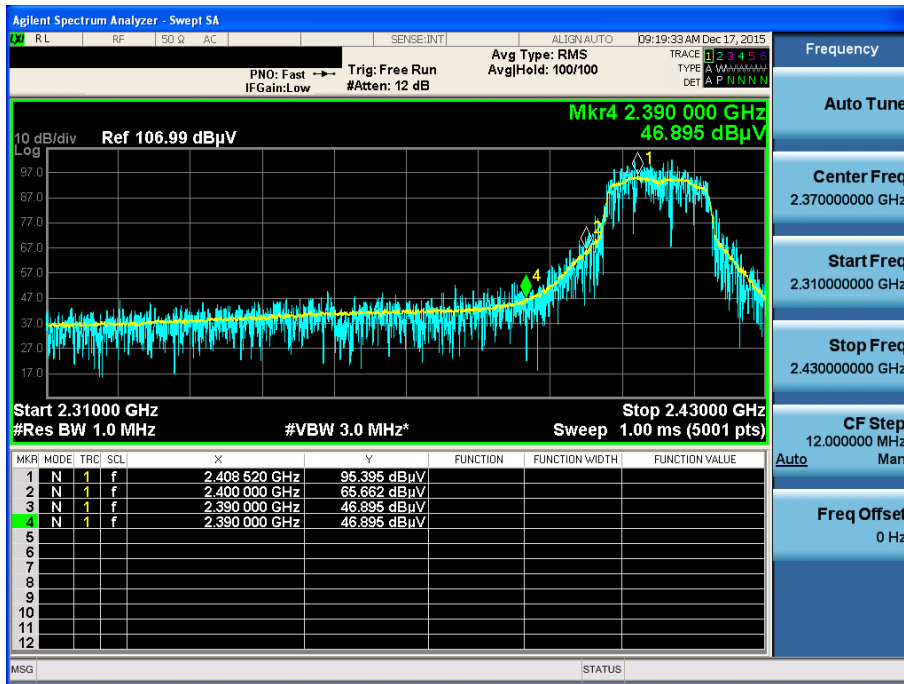 Agilent Spectrum Analyzer - Swept SA
LXI RL RF 50 Ω AC SENSE:INT ALIGN AUTO 09:19:33 AM Dec 17, 2015
PNO: Fast
IFGain:Low
Trig: Free Run
#Atten: 12 dB
Avg Type: RMS
Avg|Hold: 100/100
TRACE 1 2 3 4 5 6
TYPE A WWWWW
DET A P N N N N
Mkr4 2.390 000 GHz
46.895 dBµV
10 dB/div Ref 106.99 dBµV
Log
97.0
87.0
77.0
67.0
57.0
47.0
37.0
27.0
17.0
1
2
4
Start 2.31000 GHz Stop 2.43000 GHz
#Res BW 1.0 MHz #VBW 3.0 MHz* Sweep 1.00 ms (5001 pts)
MKR MODE TRC SCL X Y FUNCTION FUNCTION WIDTH FUNCTION VALUE
1 N 1 f 2.408 520 GHz 95.395 dBµV
2 N 1 f 2.400 000 GHz 65.662 dBµV
3 N 1 f 2.390 000 GHz 46.895 dBµV
4 N 1 f 2.390 000 GHz 46.895 dBµV
5
6
7
8
9
10
11
12
MSG STATUS
Frequency
Auto Tune
Center Freq
2.370000000 GHz
Start Freq
2.310000000 GHz
Stop Freq
2.430000000 GHz
CF Step
12.000000 MHz
Auto Man
Freq Offset
0 Hz